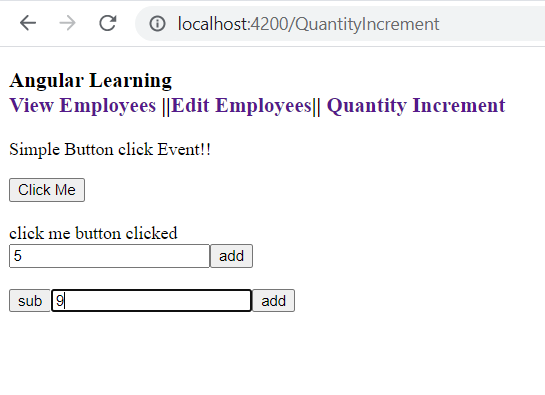 localhost:4200/QuantityIncrement
Angular Learning
View Employees ||Edit Employees|| Quantity Increment
Simple Button click Event!!
Click Me
click me button clicked
5 add
sub 9 add